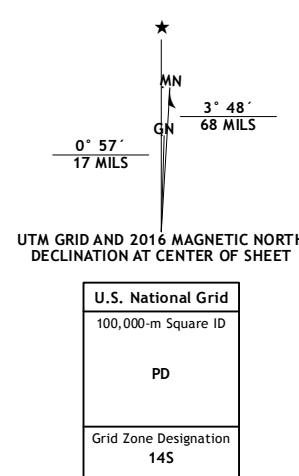 ★
MN
3° 48´
68 MILS
GN
0° 57´
17 MILS
UTM GRID AND 2016 MAGNETIC NORTH
DECLINATION AT CENTER OF SHEET
U.S. National Grid
100,000-m Square ID
PD
Grid Zone Designation
14S